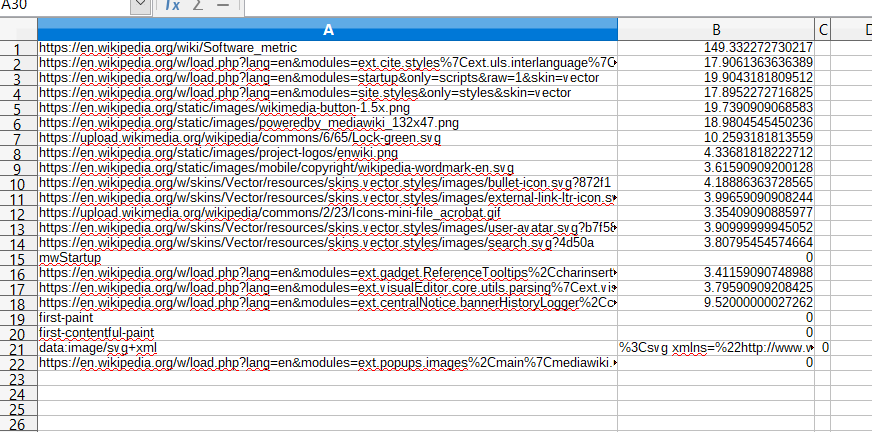 A30
A B C D
1 https://en.wikipedia.org/wiki/Software_metric 149.332272730217
2 https://en.wikipedia.org/w/load.php?lang=en&modules=ext.cite.styles%7Cext.uls.interlanguage%7C 17.9061363636389
3 https://en.wikipedia.org/w/load.php?lang=en&modules=startup&only=scripts&raw=1&skin=vector 19.9043181809512
4 https://en.wikipedia.org/w/load.php?lang=en&modules=site.styles&only=styles&skin=vector 17.8952272716825
5 https://en.wikipedia.org/static/images/wikimedia-button-1.5x.png 19.7390909068583
6 https://en.wikipedia.org/static/images/poweredby_mediawiki_132x47.png 18.9804545450236
7 https://upload.wikimedia.org/wikipedia/commons/6/65/Lock-green.svg 10.2593181813559
8 https://en.wikipedia.org/static/images/project-logos/enwiki.png 4.33681818222712
9 https://en.wikipedia.org/static/images/mobile/copyright/wikipedia-wordmark-en.svg 3.61590909200128
10 https://en.wikipedia.org/w/skins/Vector/resources/skins.vector.styles/images/bullet-icon.svg?872f1 4.18886363728565
11 https://en.wikipedia.org/w/skins/Vector/resources/skins.vector.styles/images/external-link-ltr-icon.sv 3.99659090908244
12 https://upload.wikimedia.org/wikipedia/commons/2/23/Icons-mini-file_acrobat.gif 3.35409090885977
13 https://en.wikipedia.org/w/skins/Vector/resources/skins.vector.styles/images/user-avatar.svg?b7f58 3.90999999945052
14 https://en.wikipedia.org/w/skins/Vector/resources/skins.vector.styles/images/search.svg?4d50a 3.80795454574664
15 mwStartup 0
16 https://en.wikipedia.org/w/load.php?lang=en&modules=ext.gadget.ReferenceTooltips%2Ccharinsert 3.41159090748988
17 https://en.wikipedia.org/w/load.php?lang=en&modules=ext.visualEditor.core.utils.parsing%7Cext.vis 3.79590909208425
18 https://en.wikipedia.org/w/load.php?lang=en&modules=ext.centralNotice.bannerHistoryLogger%2Cc 9.52000000027262
19 first-paint 0
20 first-contentful-paint 0
21 data:image/svg+xml %3Csvg xmlns=%22http://www.w 0
22 https://en.wikipedia.org/w/load.php?lang=en&modules=ext.popups.images%2Cmain%7Cmediawiki. 0
23
24
25
26